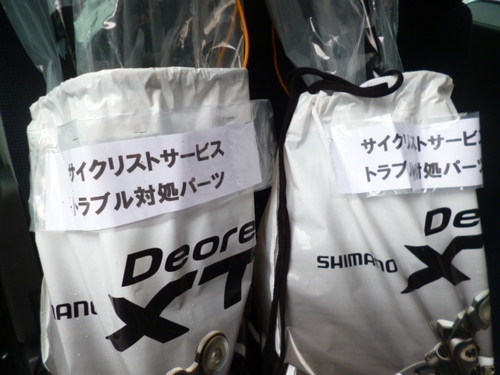 サイクリストサービス
トラブル対処パーツ
Deore
XT
サイクリストサービス
トラブル対処パーツ
Deore
SHIMANO
XT